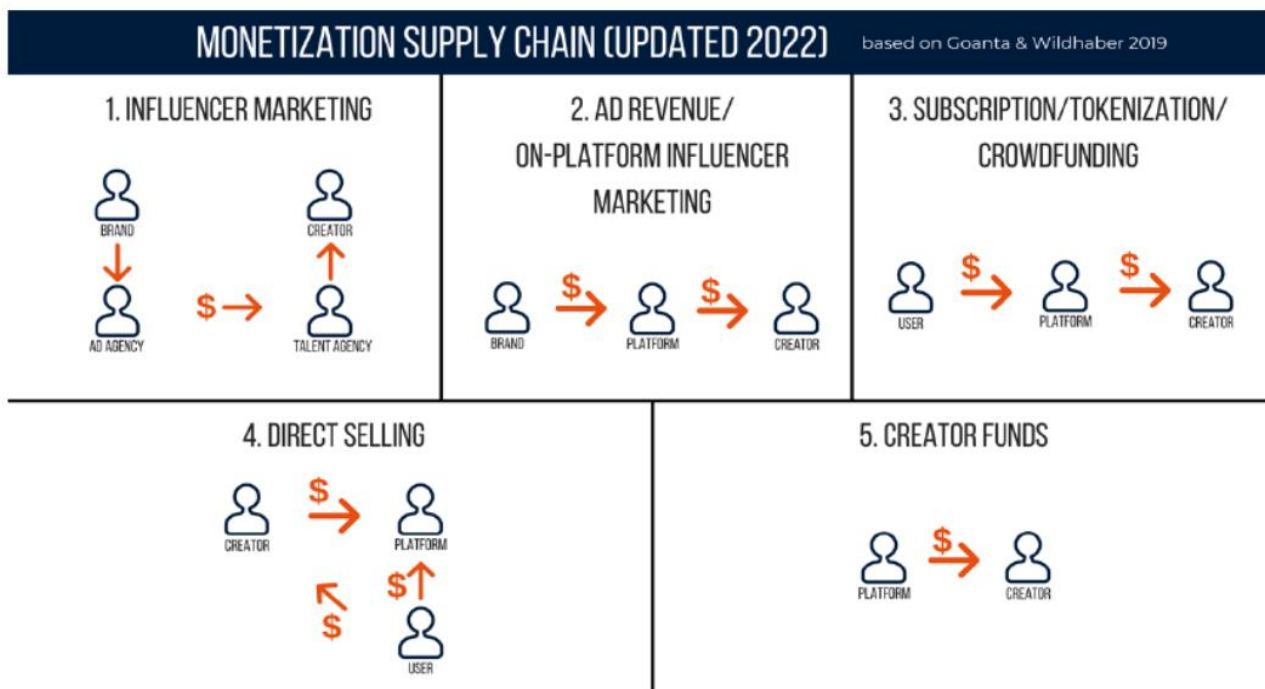 MONETIZATION SUPPLY CHAIN (UPDATED 2022)
based on Goanta & Wildhaber 2019
1. INFLUENCER MARKETING
BRAND
CREATOR
$
AD AGENCY
TALENT AGENCY
2. AD REVENUE/
ON-PLATFORM INFLUENCER
MARKETING
$
$
BRAND
PLATFORM
CREATOR
3. SUBSCRIPTION/TOKENIZATION/
CROWDFUNDING
$
$
USER
PLATFORM
CREATOR
4. DIRECT SELLING
$
CREATOR
PLATFORM
$
$
USER
5. CREATOR FUNDS
$
PLATFORM
CREATOR